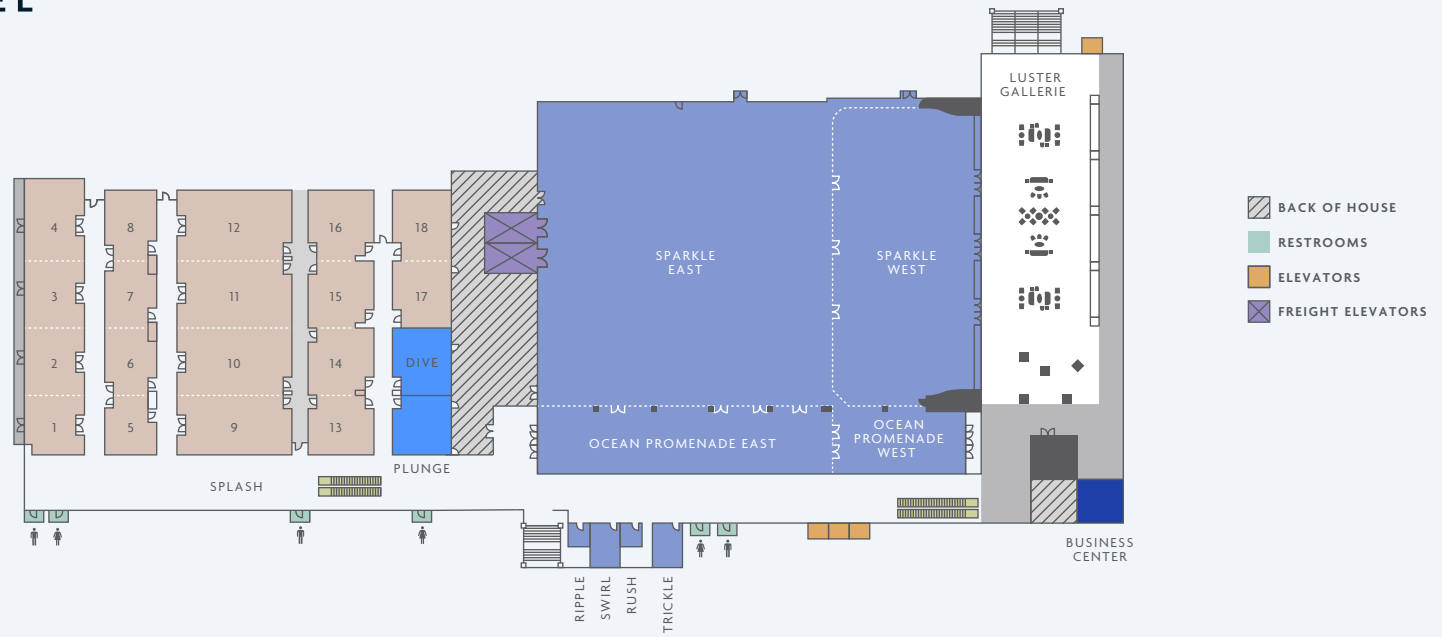 EL
LUSTER
GALLERIE
4
8
12
16
18
3
7
11
15
17
2
6
10
14
DIVE
1
5
9
13
PLUNGE
SPLASH
SPARKLE
EAST
SPARKLE
WEST
OCEAN PROMENADE EAST
OCEAN
PROMENADE
WEST
RIPPLE
SWIRL
RUSH
TRICKLE
BUSINESS
CENTER
BACK OF HOUSE
RESTROOMS
ELEVATORS
FREIGHT ELEVATORS